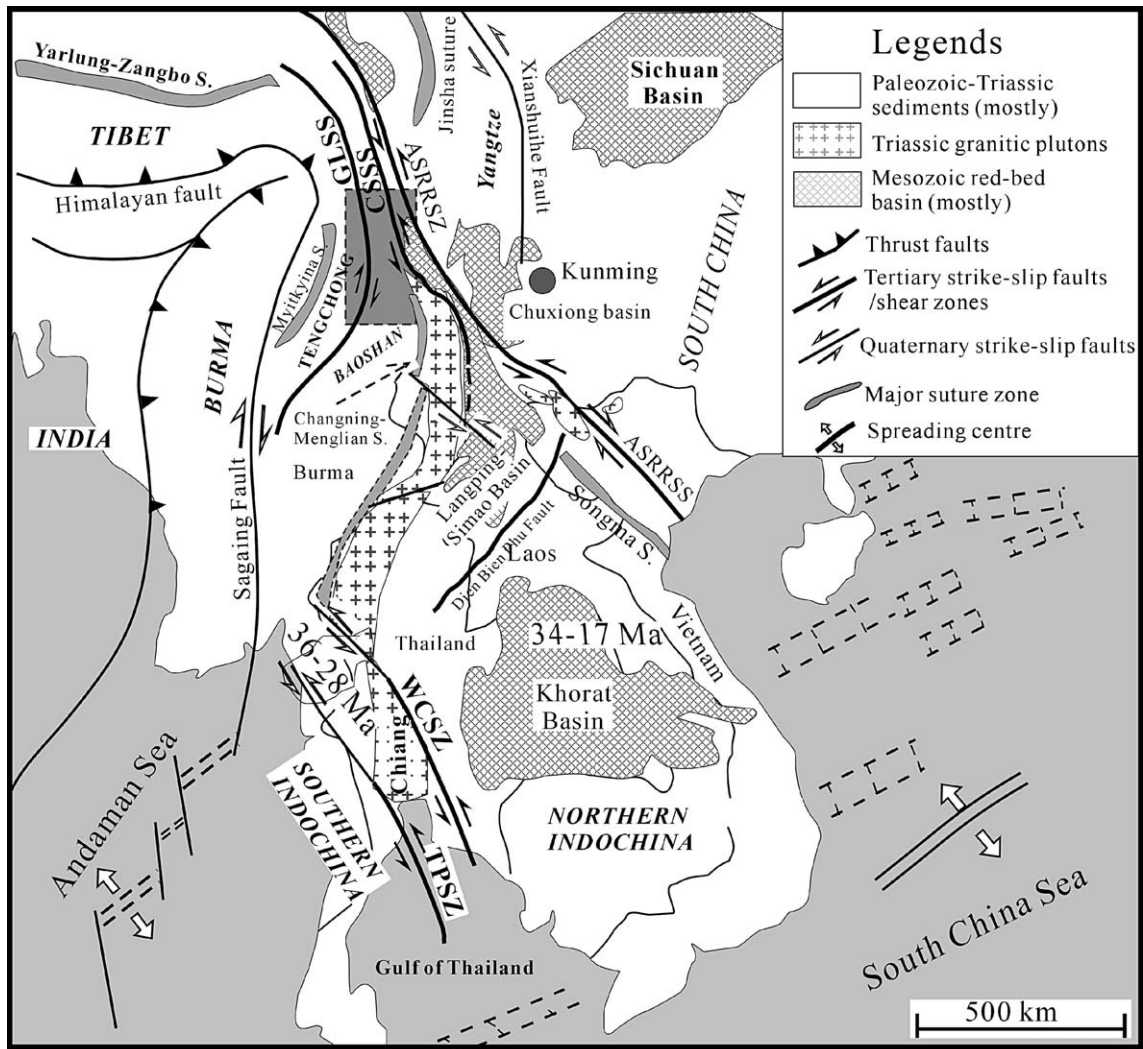 Yarlung-Zangbo S.
TIBET
Himalayan fault
GLSS
CSSS
ASRRSZ
Jinsha suture
Yangtze
Xianshuihe Fault
Sichuan
Basin
Legends
Paleozoic-Triassic
sediments (mostly)
Triassic granitic plutons
Mesozoic red-bed
basin (mostly)
Thrust faults
Tertiary strike-slip faults
/shear zones
Quaternary strike-slip faults
Major suture zone
Spreading centre
Kunming
Chuxiong basin
SOUTH CHINA
Myitkyina S.
TENGCHONG
BAOSHAN
BURMA
INDIA
Changning-
Menglian S.
Burma
Sagaing Fault
Langping-
Simao Basin
Dien Bien Phu Fault
Laos
Songma S.
ASRRSS
Vietnam
Thailand
34-17 Ma
Khorat
Basin
36-28 Ma
WCSZ
Chiang
SOUTHERN
INDOCHINA
TPSZ
NORTHERN
INDOCHINA
Andaman Sea
Gulf of Thailand
South China Sea
500 km